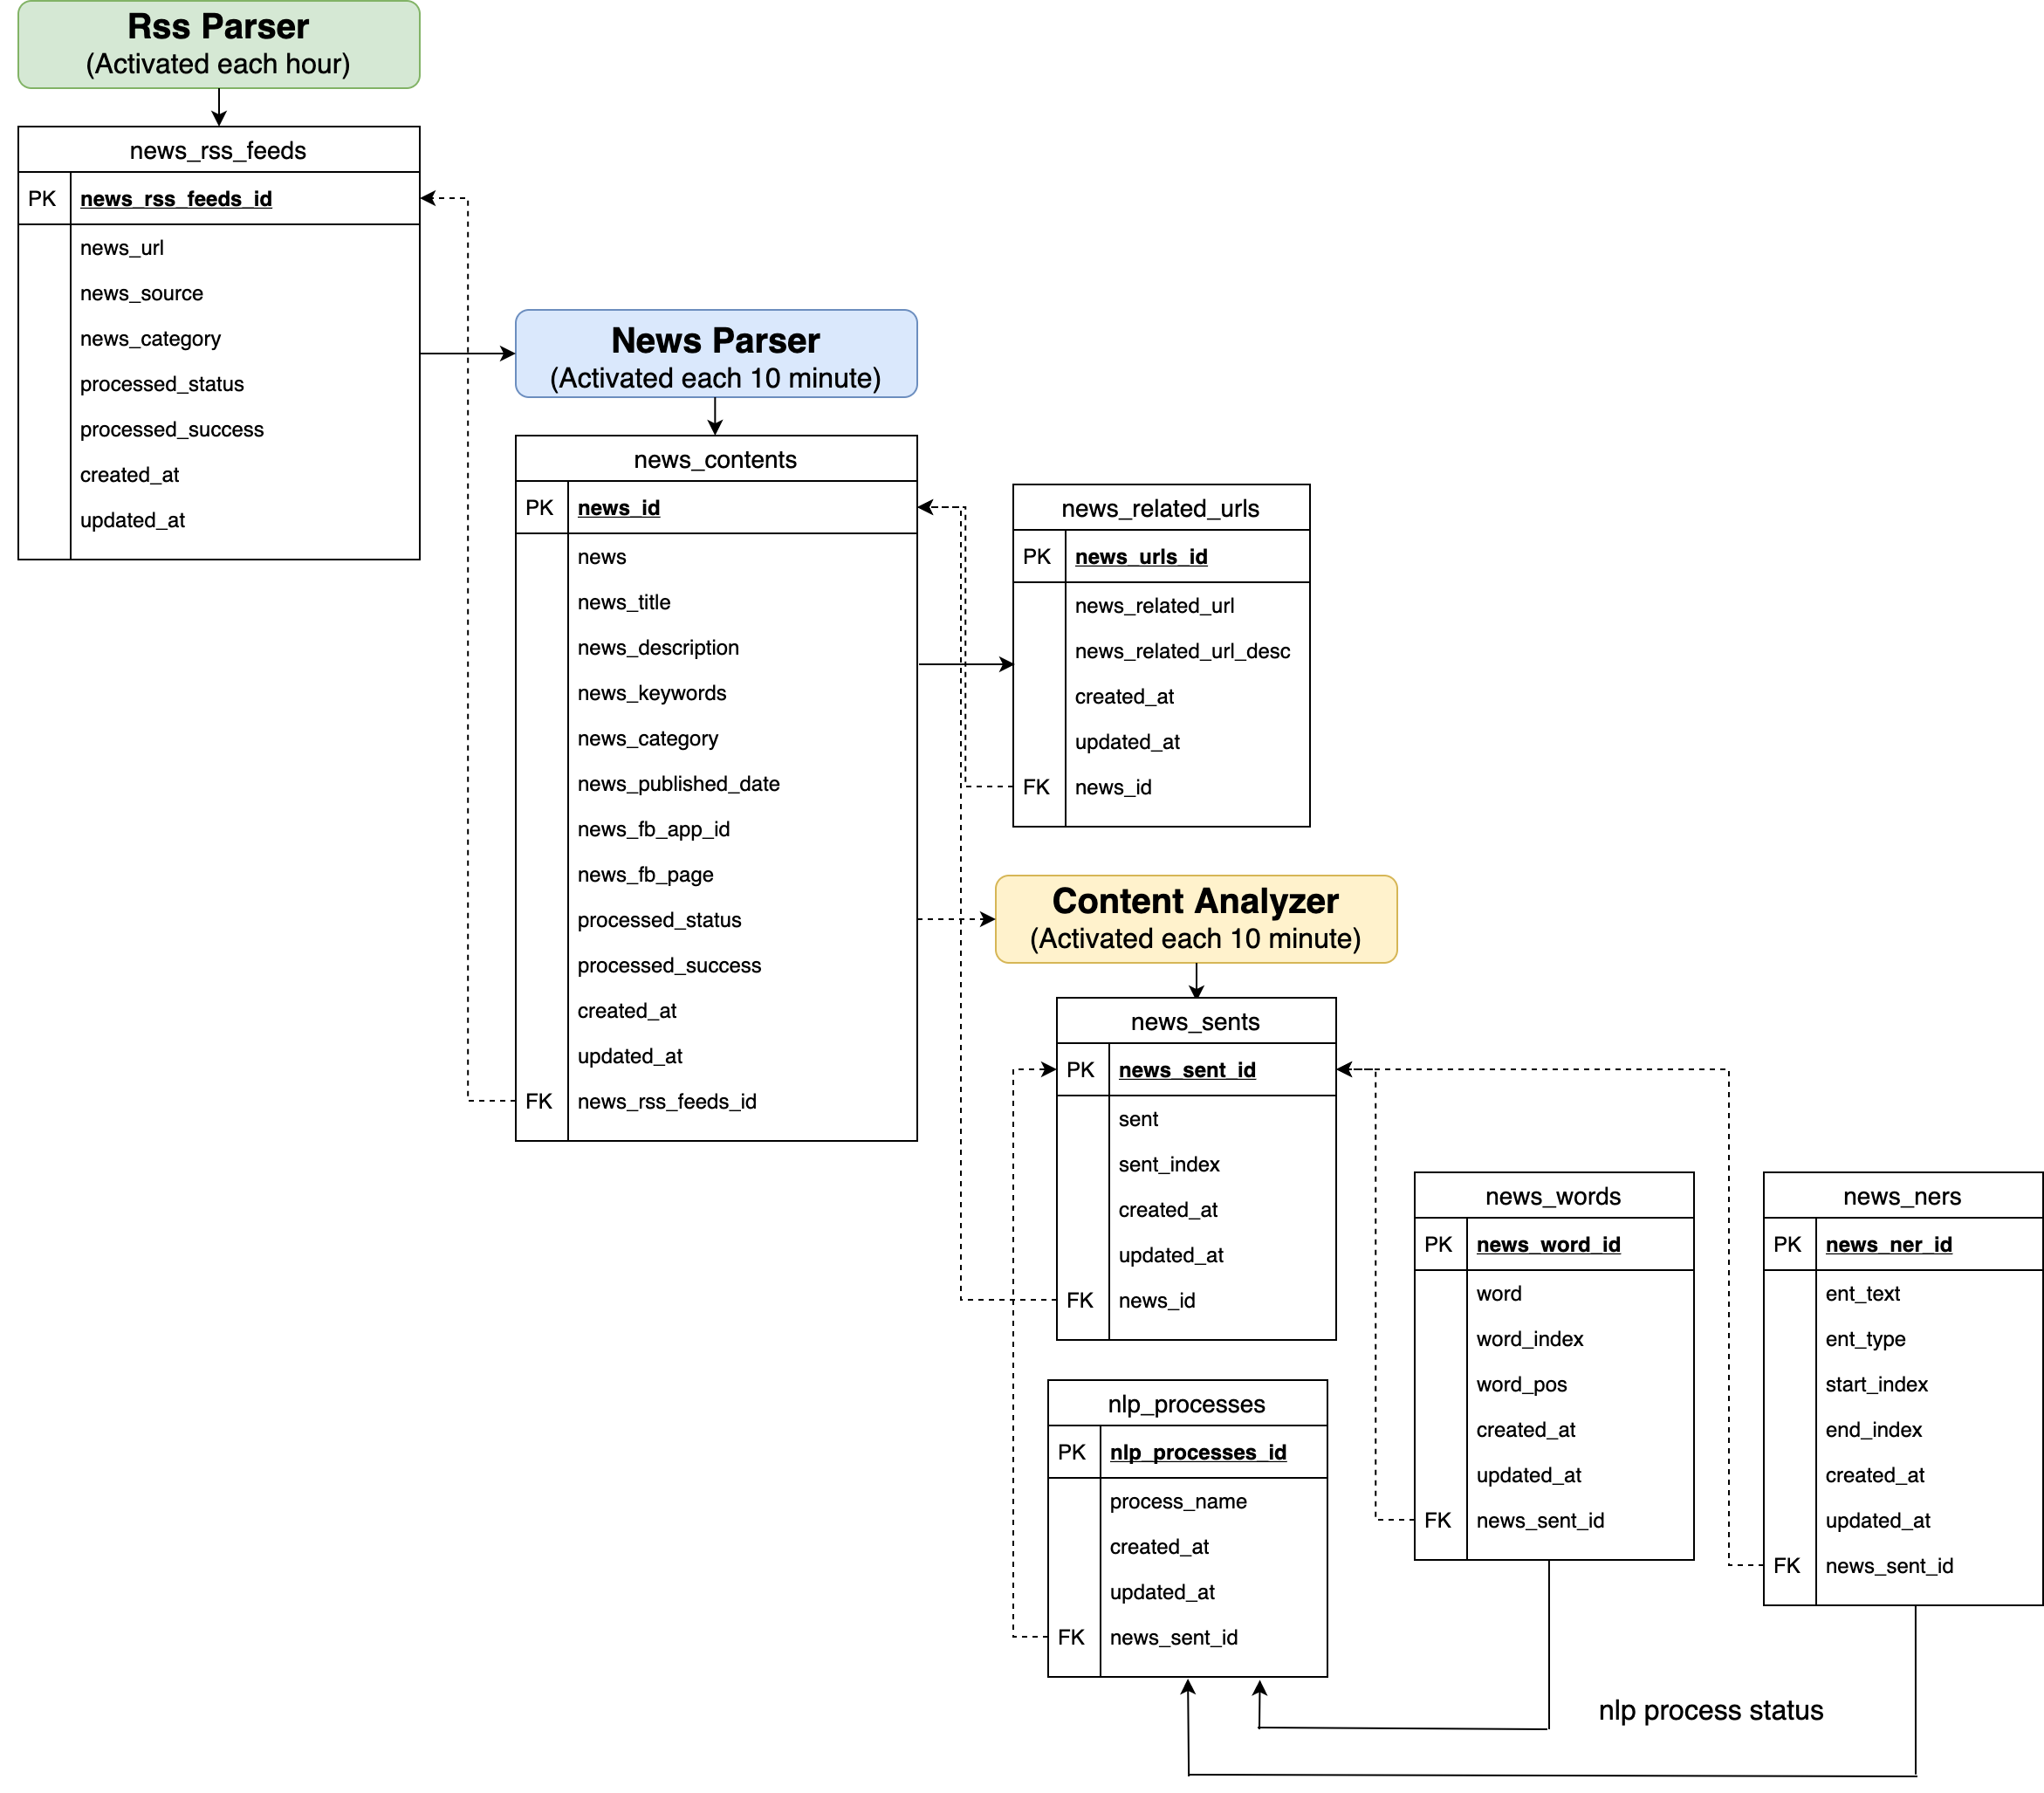 Rss Parser
(Activated each hour)
news_rss_feeds
PK news_rss_feeds_id
news_url
news_source
news_category
processed_status
processed_success
created_at
updated_at
News Parser
(Activated each 10 minute)
news_contents
PK news_id
news
news_title
news_description
news_keywords
news_category
news_published_date
news_fb_app_id
news_fb_page
processed_status
processed_success
created_at
updated_at
FK news_rss_feeds_id
news_related_urls
PK news_urls_id
news_related_url
news_related_url_desc
created_at
updated_at
FK news_id
Content Analyzer
(Activated each 10 minute)
news_sents
PK news_sent_id
sent
sent_index
created_at
updated_at
FK news_id
nlp_processes
PK nlp_processes_id
process_name
created_at
updated_at
FK news_sent_id
news_words
PK news_word_id
word
word_index
word_pos
created_at
updated_at
FK news_sent_id
news_ners
PK news_ner_id
ent_text
ent_type
start_index
end_index
created_at
updated_at
FK news_sent_id
nlp process status